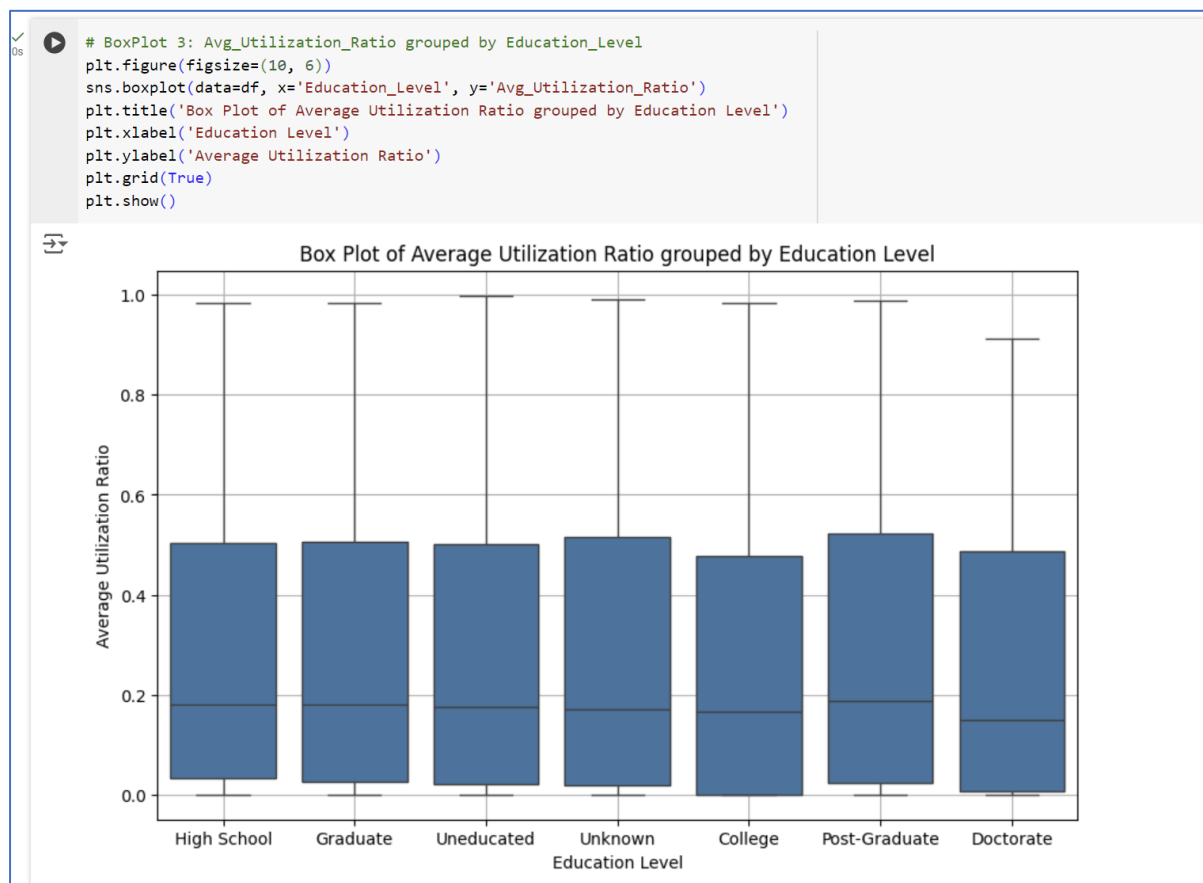 0s
# BoxPlot 3: Avg_Utilization_Ratio grouped by Education_Level
plt.figure(figsize=(10, 6))
sns.boxplot(data=df, x='Education_Level', y='Avg_Utilization_Ratio')
plt.title('Box Plot of Average Utilization Ratio grouped by Education Level')
plt.xlabel('Education Level')
plt.ylabel('Average Utilization Ratio')
plt.grid(True)
plt.show()
Box Plot of Average Utilization Ratio grouped by Education Level
Average Utilization Ratio
1.0
0.8
0.6
0.4
0.2
0.0
High School Graduate Uneducated Unknown College Post-Graduate Doctorate
Education Level